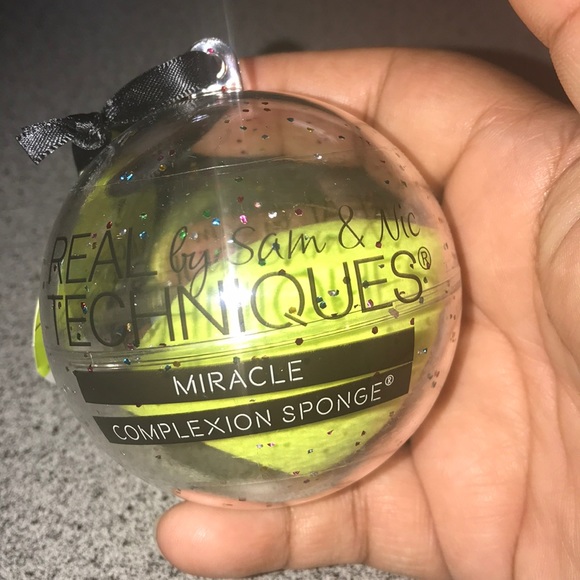 REAL by Sam & Nic
TECHNIQUES®
MIRACLE
COMPLEXION SPONGE®